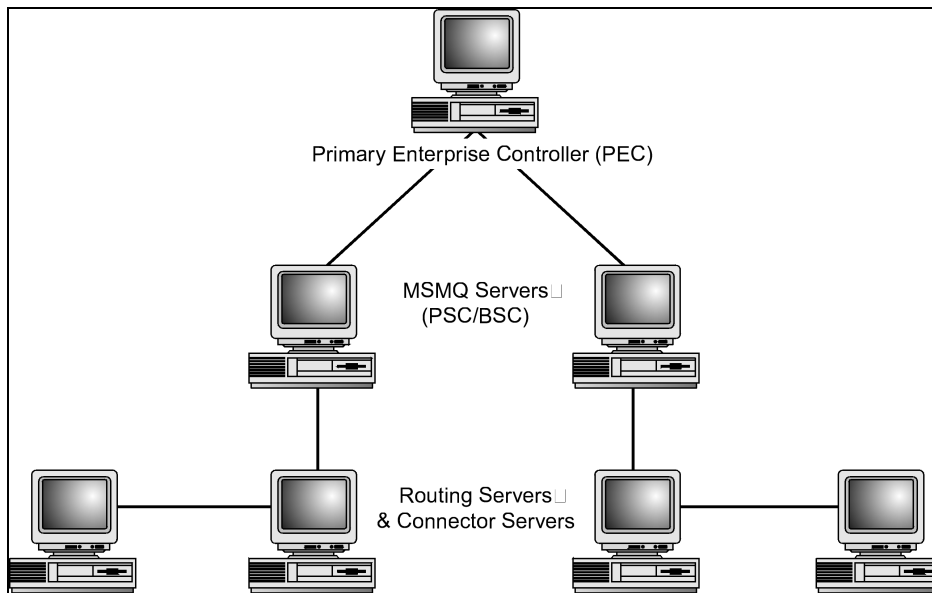 Primary Enterprise Controller (PEC)
MSMQ Servers
(PSC/BSC)
Routing Servers
& Connector Servers